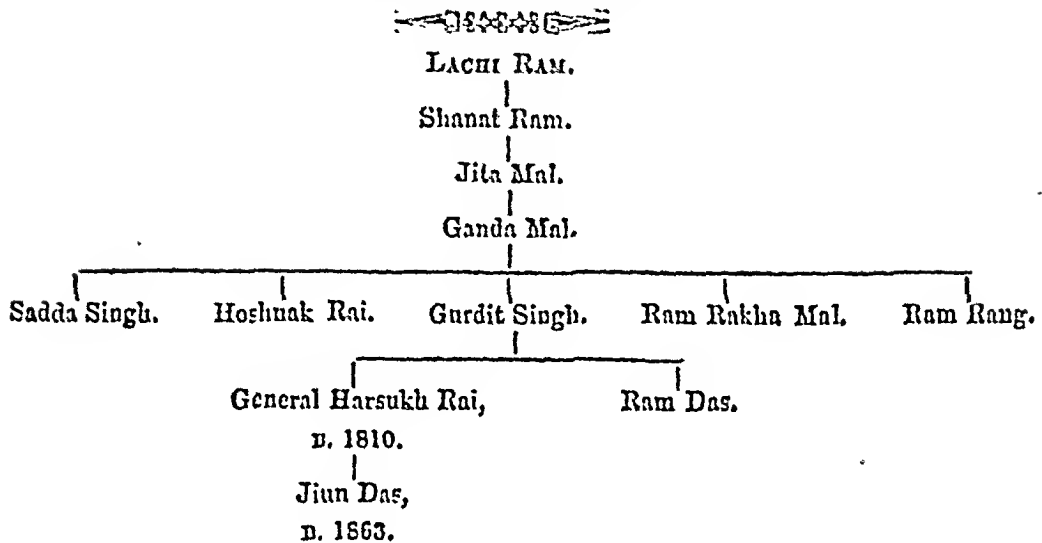 LACHI RAM.
Shanat Ram.
Jita Mal.
Ganda Mal.
Sadda Singh. Hoshnak Rai. Gurdit Singh. Ram Rakha Mal. Ram Rang.
General Harsukh Rai, Ram Das.
B. 1810.
Jiun Das,
B. 1863.